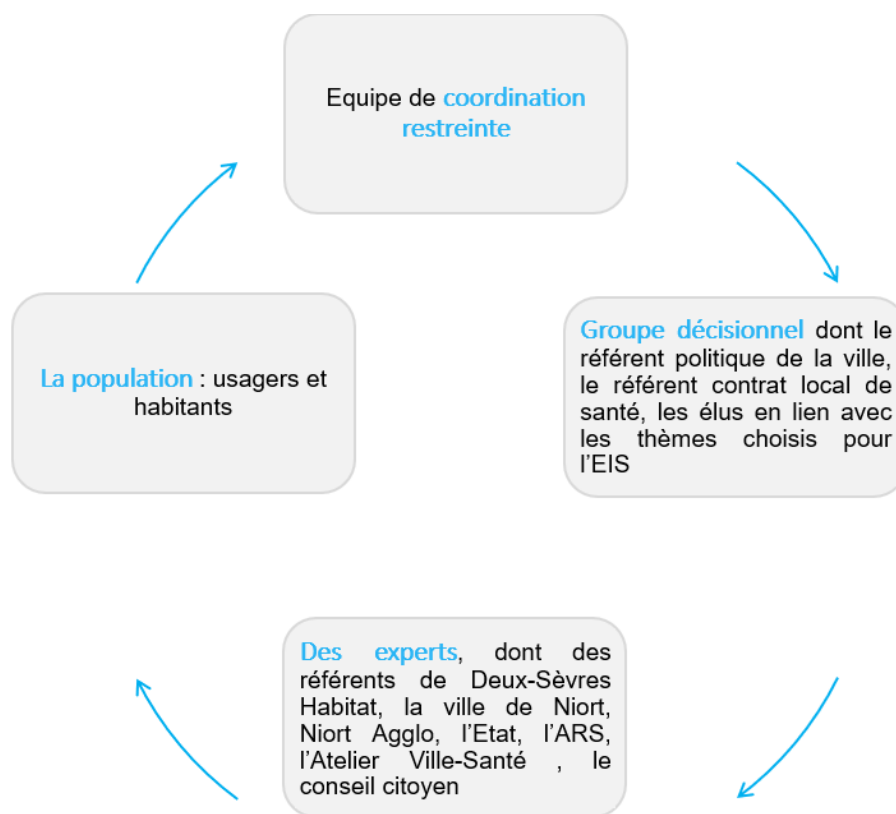 Equipe de coordination
restreinte
La population : usagers et
habitants
Groupe décisionnel dont le
référent politique de la ville,
le référent contrat local de
santé, les élus en lien avec
les thèmes choisis pour
l'EIS
Des experts, dont des
référents de Deux-Sèvres
Habitat, la ville de Niort,
Niort Agglo, l'Etat, l'ARS,
l'Atelier Ville-Santé , le
conseil citoyen